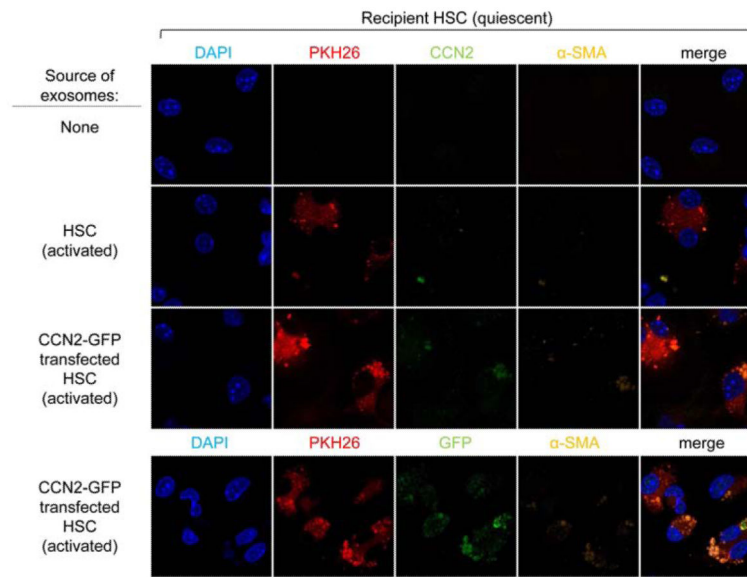 Recipient HSC (quiescent)
DAPI PKH26 CCN2 α-SMA merge
Source of
exosomes:
None
HSC
(activated)
CCN2-GFP
transfected
HSC
(activated)
DAPI PKH26 GFP α-SMA merge
CCN2-GFP
transfected
HSC
(activated)